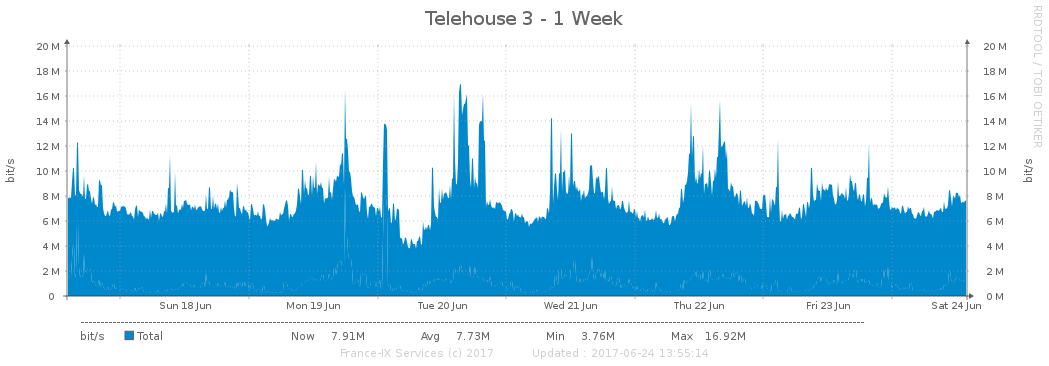 Telehouse 3 - 1 Week
RRDTOOL / TOBI OETIKER
bit/s
20 M 20 M
18 M 18 M
16 M 16 M
14 M 14 M
12 M 12 M
10 M 10 M
8 M 8 M
6 M 6 M
4 M 4 M
2 M 2 M
0 0 M
bit/s
Sun 18 Jun Mon 19 Jun Tue 20 Jun Wed 21 Jun Thu 22 Jun Fri 23 Jun Sat 24 Jun
bit/s Total Now 7.91M Avg 7.73M Min 3.76M Max 16.92M
France-IX Services (c) 2017 Updated : 2017-06-24 13:55:14